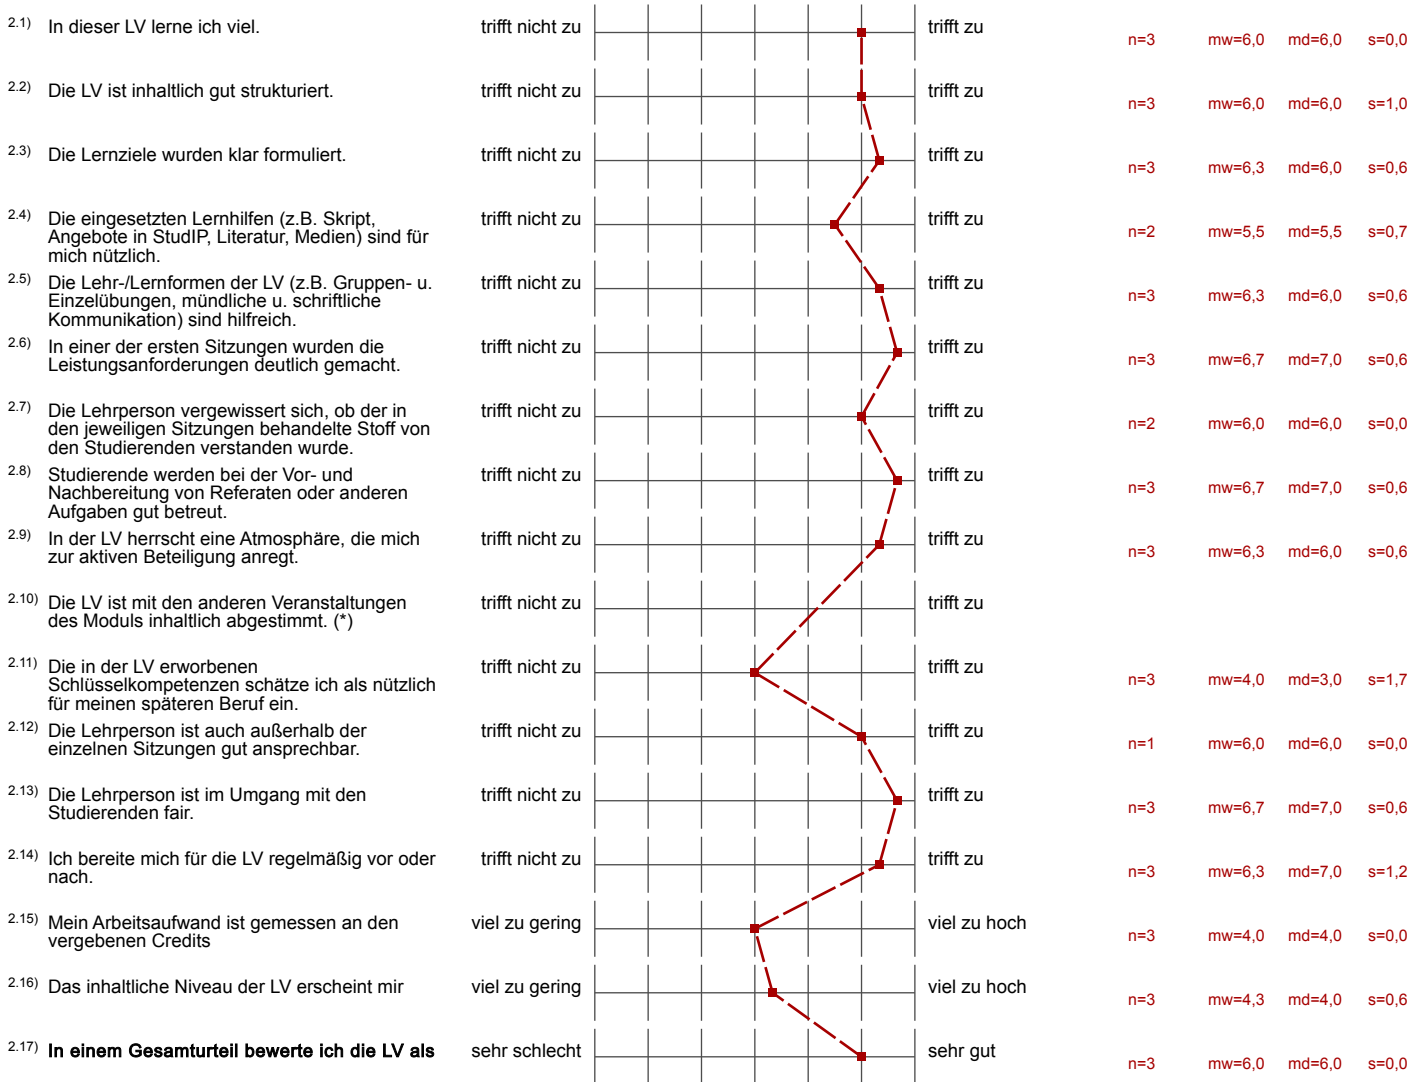 2.1) In dieser LV lerne ich viel. trifft nicht zu trifft zu n=3 mw=6,0 md=6,0 s=0,0
2.2) Die LV ist inhaltlich gut strukturiert. trifft nicht zu trifft zu n=3 mw=6,0 md=6,0 s=1,0
2.3) Die Lernziele wurden klar formuliert. trifft nicht zu trifft zu n=3 mw=6,3 md=6,0 s=0,6
2.4) Die eingesetzten Lernhilfen (z.B. Skript, trifft nicht zu trifft zu
Angebote in StudIP, Literatur, Medien) sind für n=2 mw=5,5 md=5,5 s=0,7
mich nützlich.
2.5) Die Lehr-/Lernformen der LV (z.B. Gruppen- u. trifft nicht zu trifft zu
Einzelübungen, mündliche u. schriftliche n=3 mw=6,3 md=6,0 s=0,6
Kommunikation) sind hilfreich.
2.6) In einer der ersten Sitzungen wurden die trifft nicht zu trifft zu
Leistungsanforderungen deutlich gemacht. n=3 mw=6,7 md=7,0 s=0,6
2.7) Die Lehrperson vergewissert sich, ob der in trifft nicht zu trifft zu
den jeweiligen Sitzungen behandelte Stoff von n=2 mw=6,0 md=6,0 s=0,0
den Studierenden verstanden wurde.
2.8) Studierende werden bei der Vor- und trifft nicht zu trifft zu
Nachbereitung von Referaten oder anderen n=3 mw=6,7 md=7,0 s=0,6
Aufgaben gut betreut.
2.9) In der LV herrscht eine Atmosphäre, die mich trifft nicht zu trifft zu
zur aktiven Beteiligung anregt. n=3 mw=6,3 md=6,0 s=0,6
2.10) Die LV ist mit den anderen Veranstaltungen trifft nicht zu trifft zu
des Moduls inhaltlich abgestimmt. (*)
2.11) Die in der LV erworbenen trifft nicht zu trifft zu
Schlüsselkompetenzen schätze ich als nützlich n=3 mw=4,0 md=3,0 s=1,7
für meinen späteren Beruf ein.
2.12) Die Lehrperson ist auch außerhalb der trifft nicht zu trifft zu
einzelnen Sitzungen gut ansprechbar. n=1 mw=6,0 md=6,0 s=0,0
2.13) Die Lehrperson ist im Umgang mit den trifft nicht zu trifft zu
Studierenden fair. n=3 mw=6,7 md=7,0 s=0,6
2.14) Ich bereite mich für die LV regelmäßig vor oder trifft nicht zu trifft zu
nach. n=3 mw=6,3 md=7,0 s=1,2
2.15) Mein Arbeitsaufwand ist gemessen an den viel zu gering viel zu hoch
vergebenen Credits n=3 mw=4,0 md=4,0 s=0,0
2.16) Das inhaltliche Niveau der LV erscheint mir viel zu gering viel zu hoch n=3 mw=4,3 md=4,0 s=0,6
2.17) In einem Gesamturteil bewerte ich die LV als sehr schlecht sehr gut n=3 mw=6,0 md=6,0 s=0,0